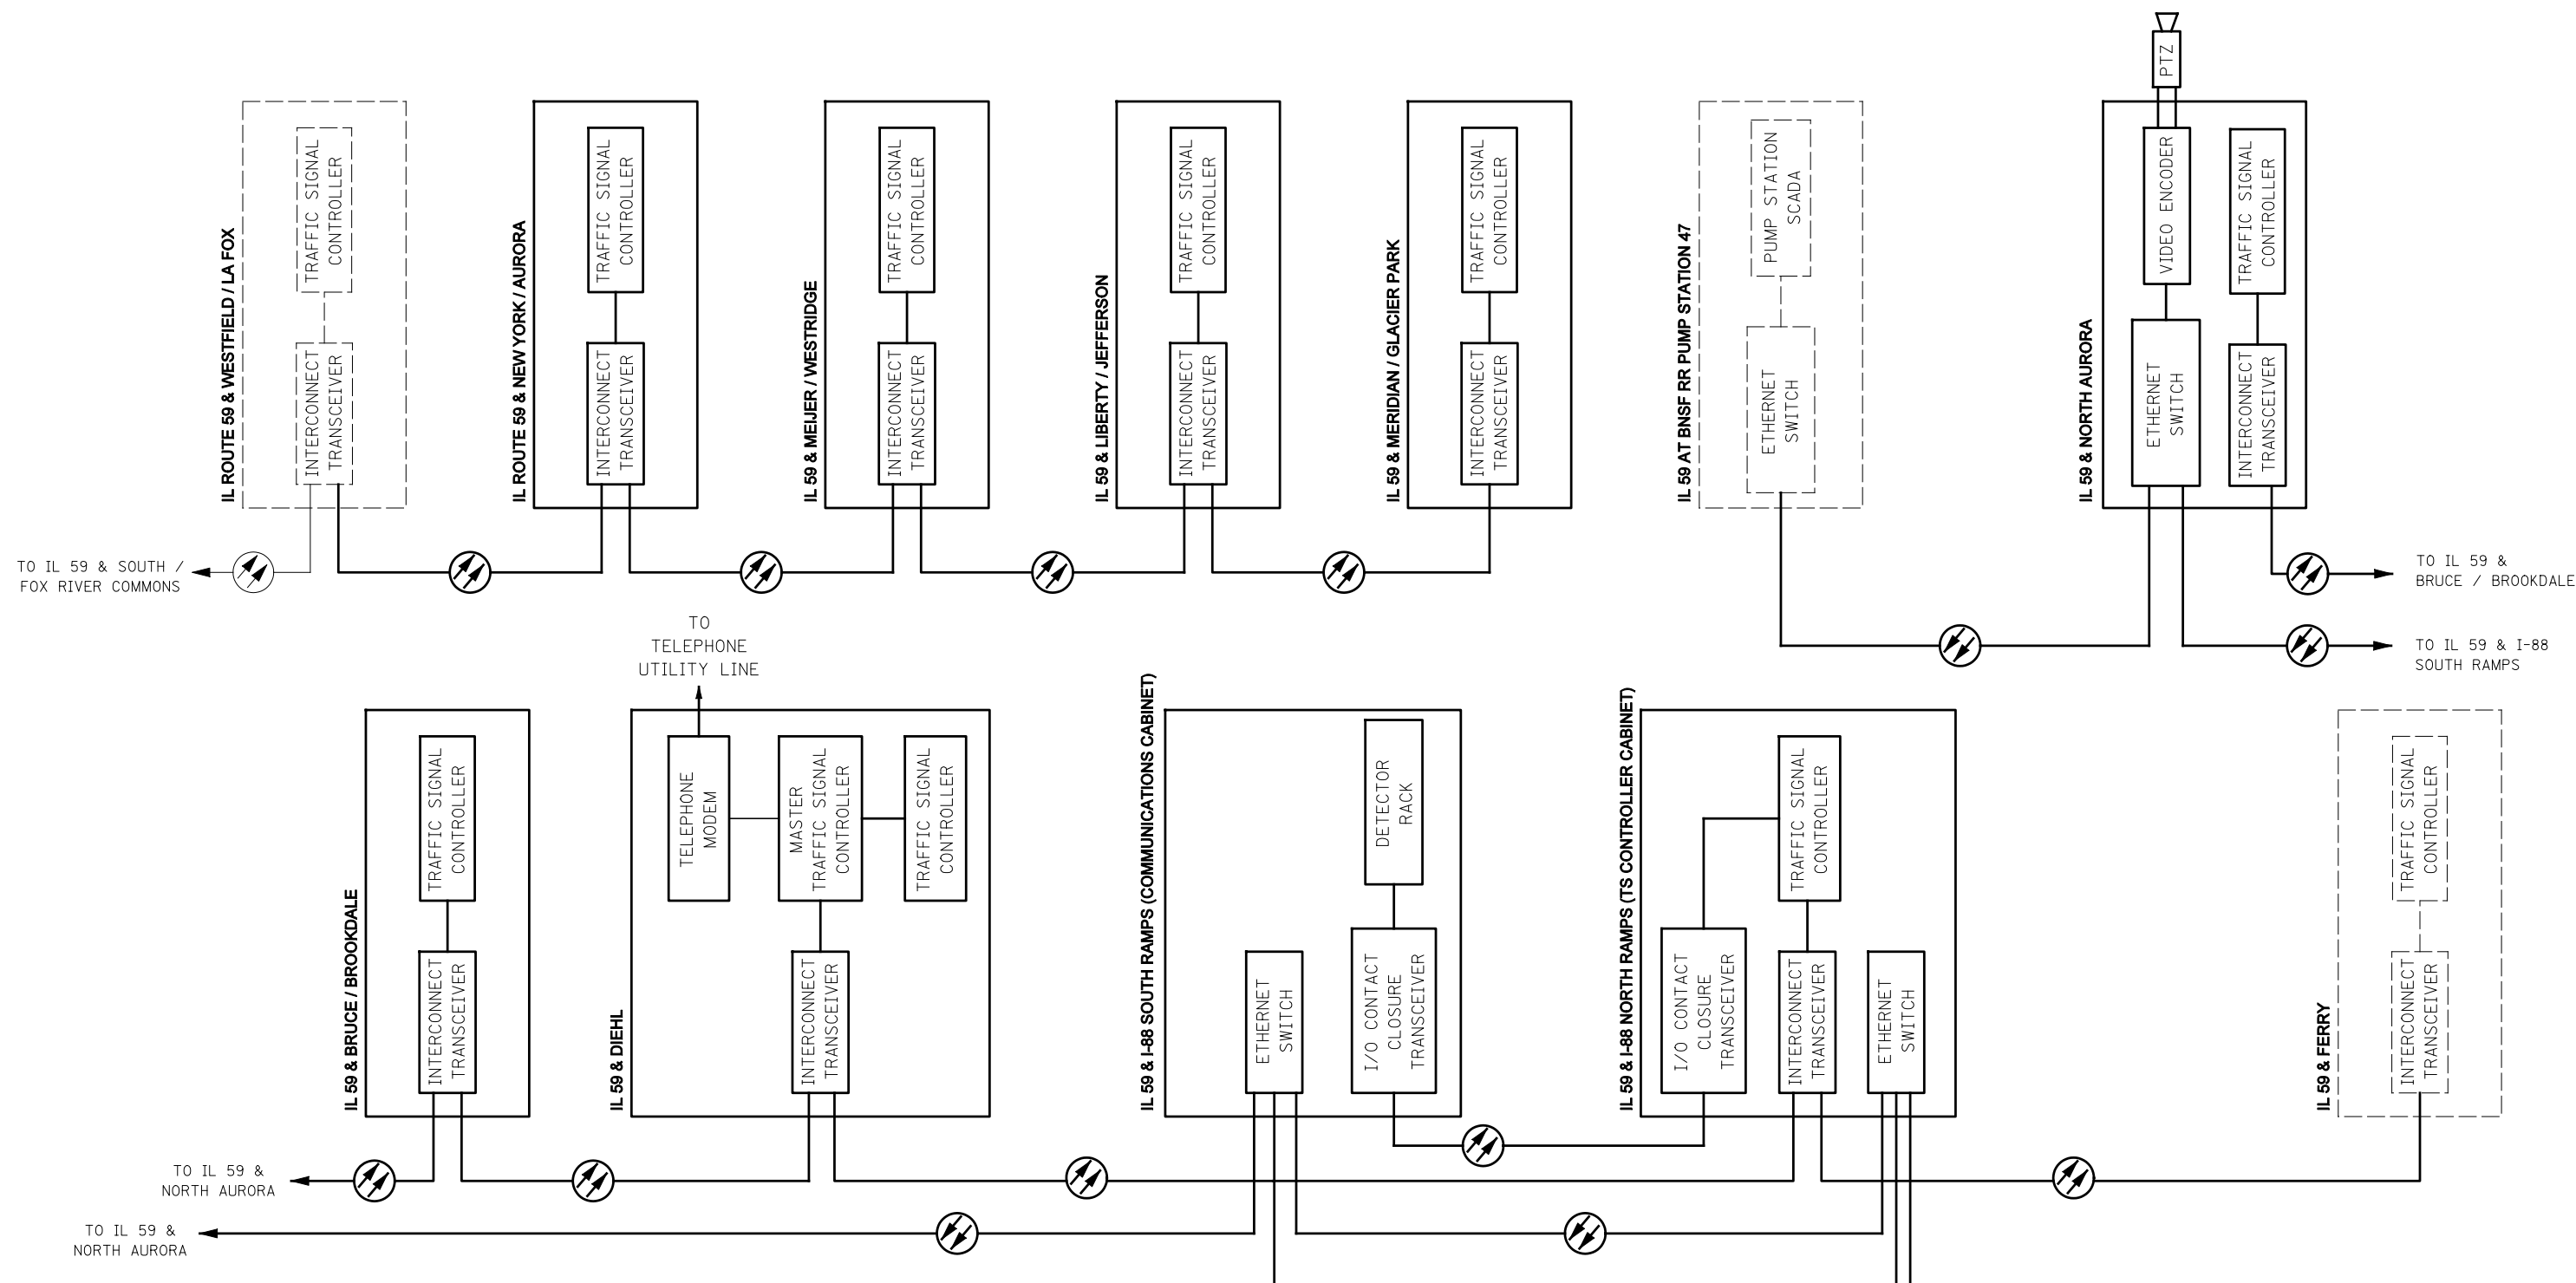 PTZ
IL ROUTE 59 & WESTFIELD / LA FOX
TRAFFIC SIGNAL
CONTROLLER
INTERCONNECT
TRANSCEIVER
IL ROUTE 59 & NEW YORK / AURORA
TRAFFIC SIGNAL
CONTROLLER
INTERCONNECT
TRANSCEIVER
IL 59 & MEIJER / WESTRIDGE
TRAFFIC SIGNAL
CONTROLLER
INTERCONNECT
TRANSCEIVER
IL 59 & LIBERTY / JEFFERSON
TRAFFIC SIGNAL
CONTROLLER
INTERCONNECT
TRANSCEIVER
IL 59 & MERIDIAN / GLACIER PARK
TRAFFIC SIGNAL
CONTROLLER
INTERCONNECT
TRANSCEIVER
IL 59 AT BNSF RR PUMP STATION 47
PUMP STATION
SCADA
ETHERNET
SWITCH
IL 59 & NORTH AURORA
VIDEO ENCODER
TRAFFIC SIGNAL
CONTROLLER
ETHERNET
SWITCH
INTERCONNECT
TRANSCEIVER
TO IL 59 & SOUTH /
FOX RIVER COMMONS
TO IL 59 &
BRUCE / BROOKDALE
TO IL 59 & I-88
SOUTH RAMPS
TO
TELEPHONE
UTILITY LINE
IL 59 & BRUCE / BROOKDALE
TRAFFIC SIGNAL
CONTROLLER
INTERCONNECT
TRANSCEIVER
IL 59 & DIEHL
TELEPHONE
MODEM
MASTER
TRAFFIC SIGNAL
CONTROLLER
TRAFFIC SIGNAL
CONTROLLER
INTERCONNECT
TRANSCEIVER
IL 59 & I-88 SOUTH RAMPS (COMMUNICATIONS CABINET)
DETECTOR
RACK
ETHERNET
SWITCH
I/O CONTACT
CLOSURE
TRANSCEIVER
IL 59 & I-88 NORTH RAMPS (TS CONTROLLER CABINET)
TRAFFIC SIGNAL
CONTROLLER
I/O CONTACT
CLOSURE
TRANSCEIVER
INTERCONNECT
TRANSCEIVER
ETHERNET
SWITCH
IL 59 & FERRY
TRAFFIC SIGNAL
CONTROLLER
INTERCONNECT
TRANSCEIVER
TO IL 59 &
NORTH AURORA
TO IL 59 &
NORTH AURORA